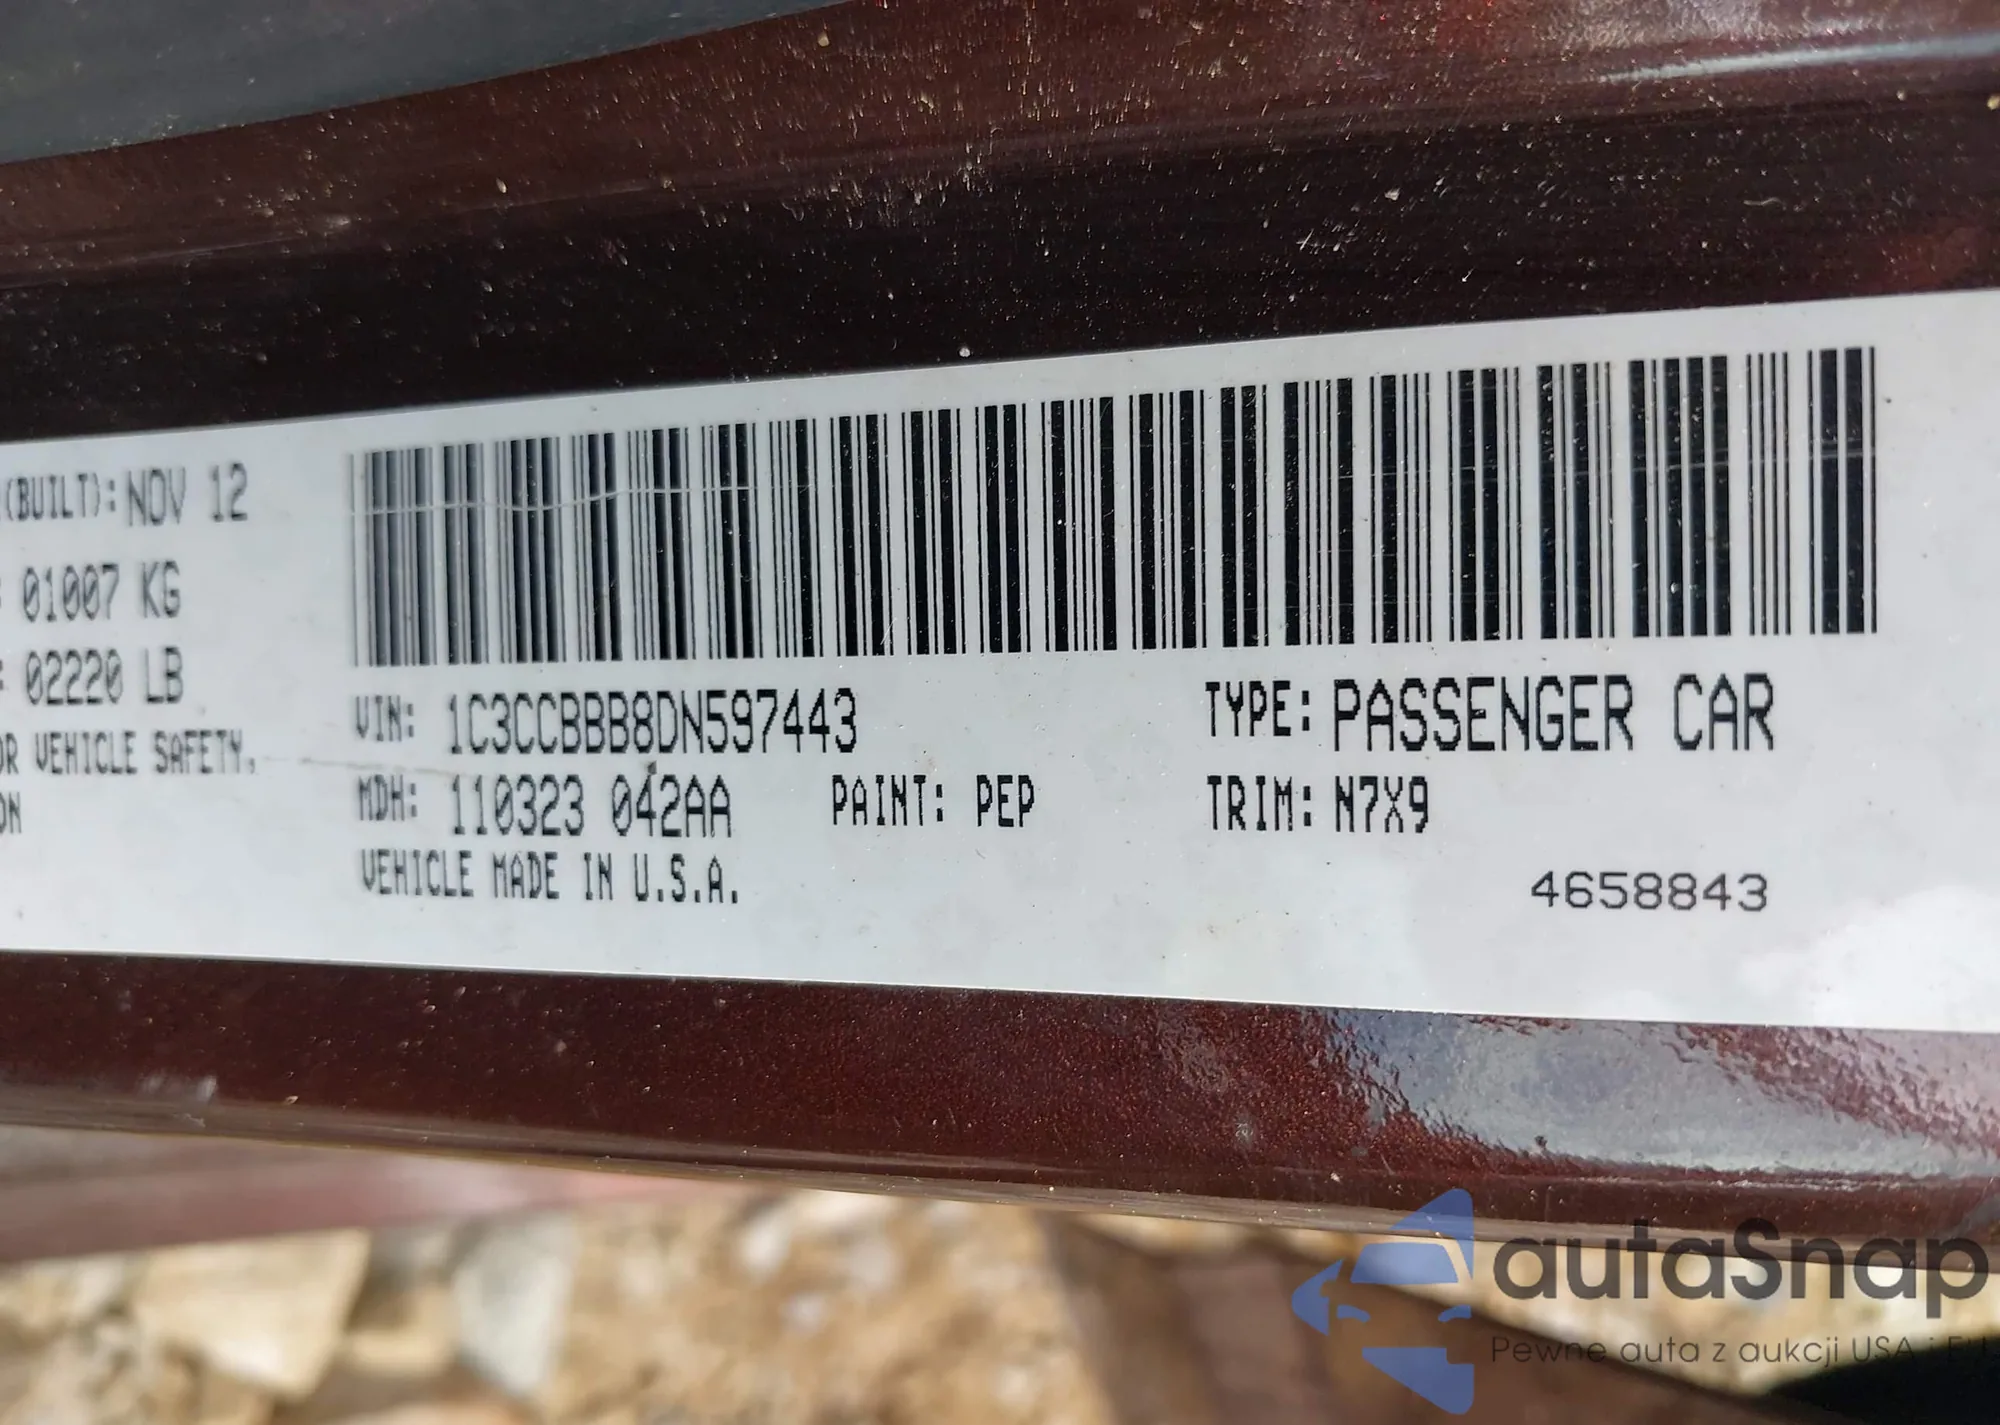 (BUILT): NOV 12
: 01007 KG
: 02220 LB
OR VEHICLE SAFETY,
ON
VIN: 1C3CCBBB8DN597443
TYPE: PASSENGER CAR
MDH: 110323 042AA
PAINT: PEP
TRIM: N7X9
VEHICLE MADE IN U.S.A.
4658843
autaSnap
Pewne auta z aukcji USA i EU